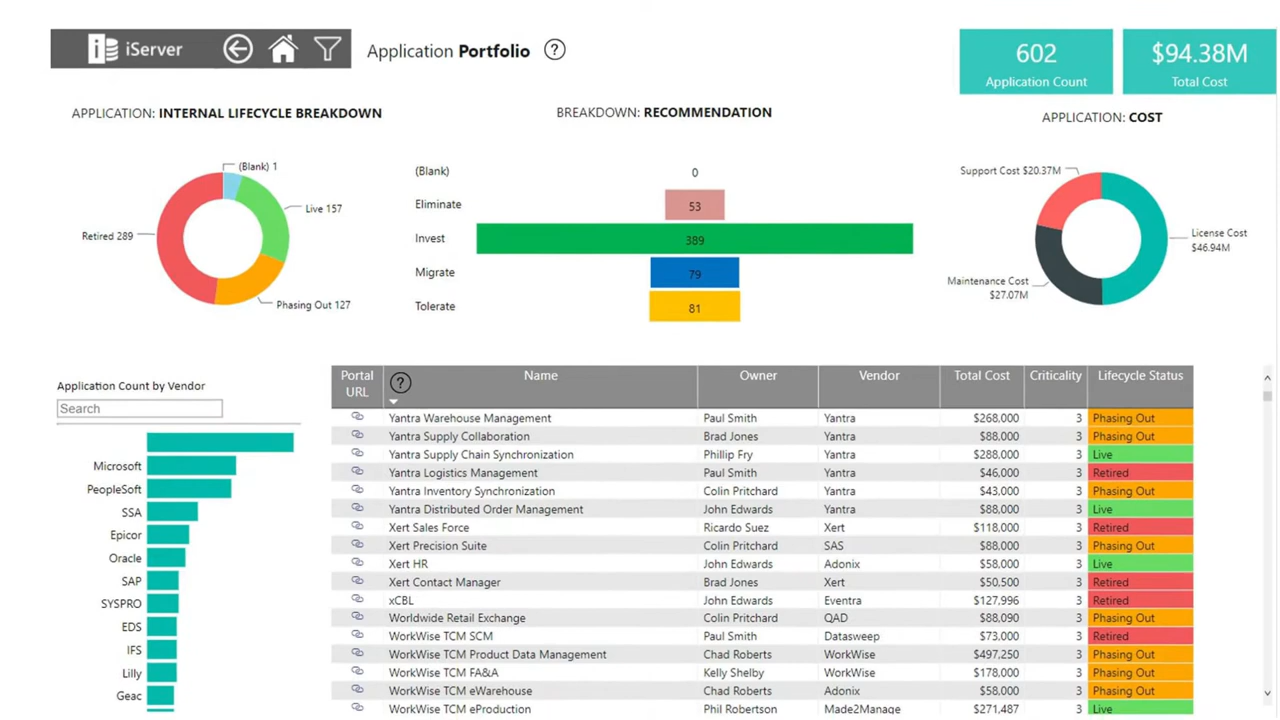 iServer
Application Portfolio ?
602
Application Count
$94.38M
Total Cost
APPLICATION: INTERNAL LIFECYCLE BREAKDOWN
BREAKDOWN: RECOMMENDATION
APPLICATION: COST
(Blank) 1
Live 157
Retired 289
Phasing Out 127
(Blank) 0
Eliminate 53
Invest 389
Migrate 79
Tolerate 81
Support Cost $20.37M
License Cost
$46.94M
Maintenance Cost
$27.07M
Application Count by Vendor
Search
Microsoft
PeopleSoft
SSA
Epicor
Oracle
SAP
SYSPRO
EDS
IFS
Lilly
Geac
Portal URL ? Name Owner Vendor Total Cost Criticality Lifecycle Status
Yantra Warehouse Management Paul Smith Yantra $268,000 3 Phasing Out
Yantra Supply Collaboration Brad Jones Yantra $88,000 3 Phasing Out
Yantra Supply Chain Synchronization Phillip Fry Yantra $288,000 3 Live
Yantra Logistics Management Paul Smith Yantra $46,000 3 Retired
Yantra Inventory Synchronization Colin Pritchard Yantra $43,000 3 Phasing Out
Yantra Distributed Order Management John Edwards Yantra $88,000 3 Live
Xert Sales Force Ricardo Suez Xert $118,000 3 Retired
Xert Precision Suite Colin Pritchard SAS $88,000 3 Phasing Out
Xert HR John Edwards Adonix $58,000 3 Live
Xert Contact Manager Brad Jones Xert $50,500 3 Retired
xCBL John Edwards Eventra $127,996 3 Retired
Worldwide Retail Exchange Colin Pritchard QAD $88,090 3 Phasing Out
WorkWise TCM SCM Paul Smith Datasweep $73,000 3 Retired
WorkWise TCM Product Data Management Chad Roberts WorkWise $497,250 3 Phasing Out
WorkWise TCM FA&A Kelly Shelby WorkWise $178,000 3 Phasing Out
WorkWise TCM eWarehouse Chad Roberts Adonix $58,000 3 Phasing Out
WorkWise TCM eProduction Phil Robertson Made2Manage $271,487 3 Live